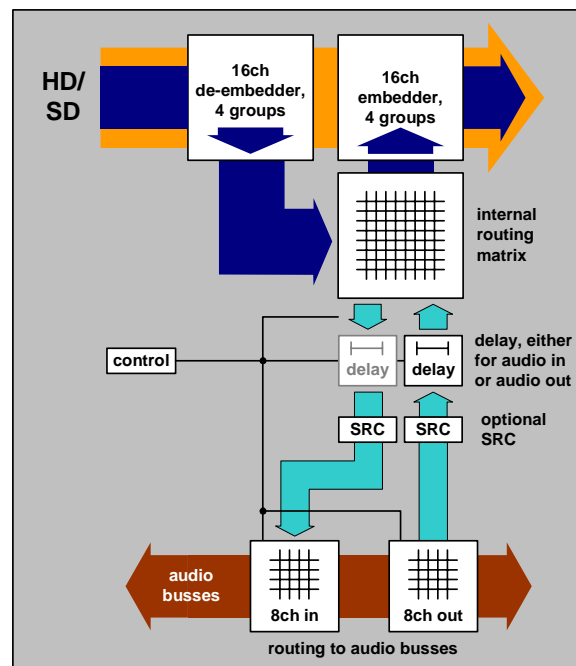 HD/
SD
16ch
de-embedder,
4 groups
16ch
embedder,
4 groups
internal
routing
matrix
control
delay
delay
delay, either
for audio in
or audio out
SRC
SRC
optional
SRC
audio
busses
8ch in
8ch out
routing to audio busses